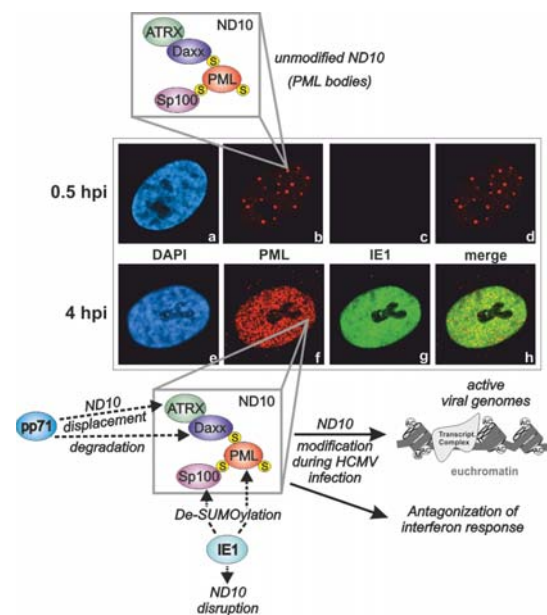 ND10
ATRX
Daxx
S
PML
S
S
Sp100
unmodified ND10
(PML bodies)
0.5 hpi
a
b
c
d
DAPI
PML
IE1
merge
4 hpi
e
f
g
h
ND10
ATRX
Daxx
S
PML
S
S
Sp100
pp71
ND10
displacement
degradation
De-SUMOylation
IE1
ND10
disruption
ND10
modification
during HCMV
infection
active
viral genomes
Transcript.
Complex
euchromatin
Antagonization of
interferon response